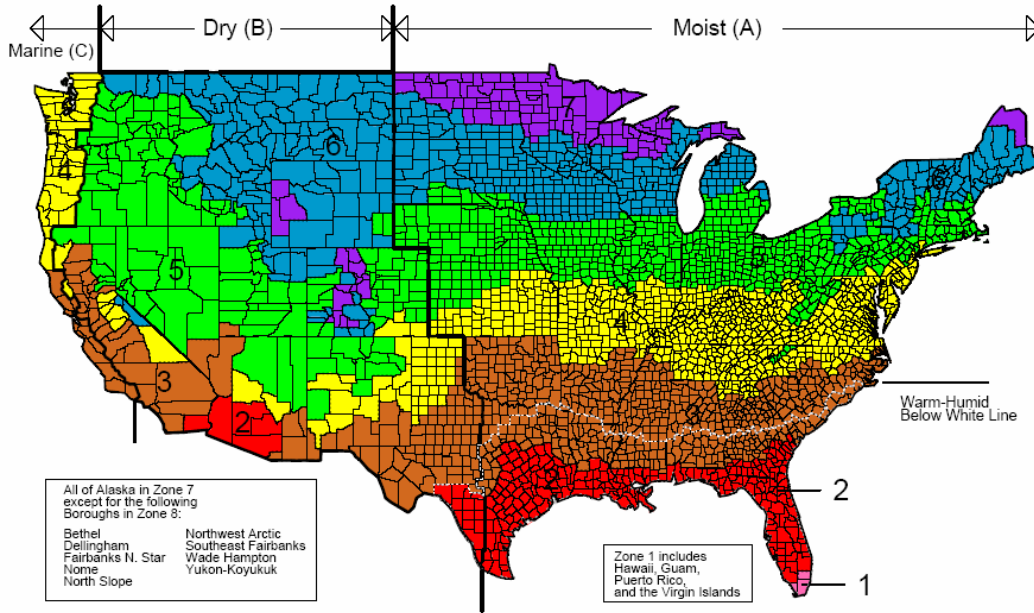 Marine (C)
Dry (B)
Moist (A)
7
6
6
4
5
5
4
3
3
2
2
Warm-Humid
Below White Line
2
1
All of Alaska in Zone 7
except for the following
Boroughs in Zone 8:
Bethel
Dellingham
Fairbanks N. Star
Nome
North Slope
Northwest Arctic
Southeast Fairbanks
Wade Hampton
Yukon-Koyukuk
Zone 1 includes
Hawaii, Guam,
Puerto Rico,
and the Virgin Islands